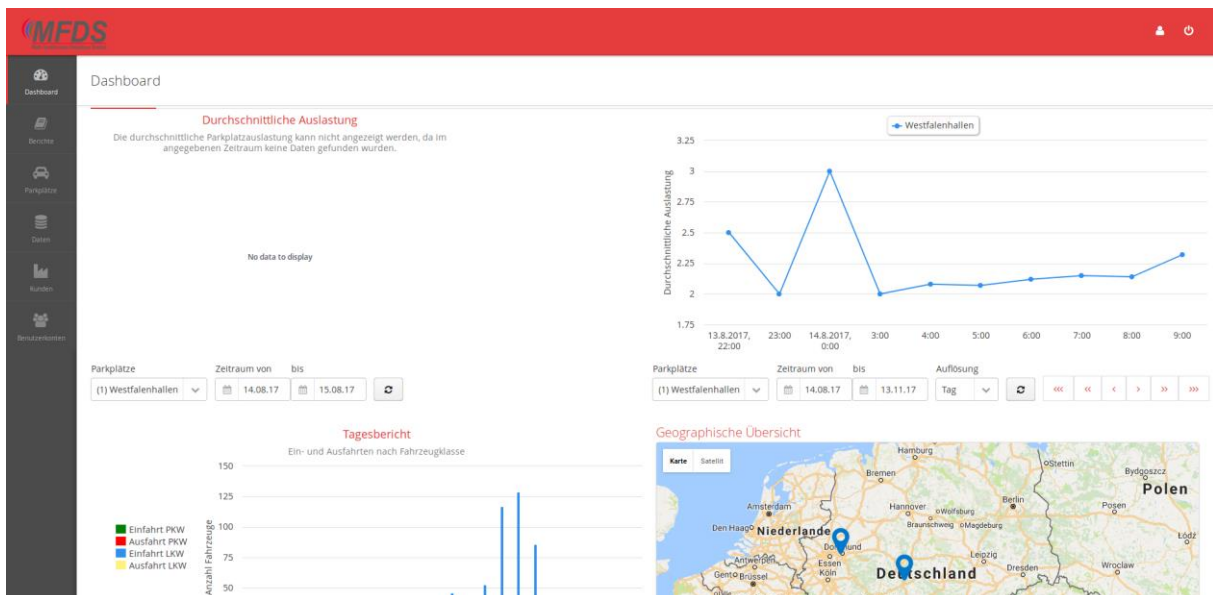 MFDS
Dashboard
Dashboard
Berichte
Parkplätze
Daten
Kunden
Benutzerkonten
Durchschnittliche Auslastung
Die durchschnittliche Parkplatzauslastung kann nicht angezeigt werden, da im
angegebenen Zeitraum keine Daten gefunden wurden.
No data to display
Parkplätze Zeitraum von bis
(1) Westfalenhallen 14.08.17 15.08.17
Westfalenhallen
Durchschnittliche Auslastung
3.25
3
2.75
2.5
2.25
2
1.75
13.8.2017, 23:00 14.8.2017, 3:00 4:00 5:00 6:00 7:00 8:00 9:00
22:00 0:00
Parkplätze Zeitraum von bis Auflösung
(1) Westfalenhallen 14.08.17 13.11.17 Tag
Tagesbericht
Ein- und Ausfahrten nach Fahrzeugklasse
Einfahrt PKW
Ausfahrt PKW
Einfahrt LKW
Ausfahrt LKW
Anzahl Fahrzeuge
150
125
100
75
50
Geographische Übersicht
Karte Satellit
Hamburg
Bremen
Stettin
Bydgoszcz
Polen
Amsterdam
Hannover
Wolfsburg
Berlin
Posen
Den Haag
Niederlande
Braunschweig
Magdeburg
Łódź
Dortmund
Antwerpen
Essen
Leipzig
Gent
Brüssel
Köln
Deutschland
Dresden
Wroclaw